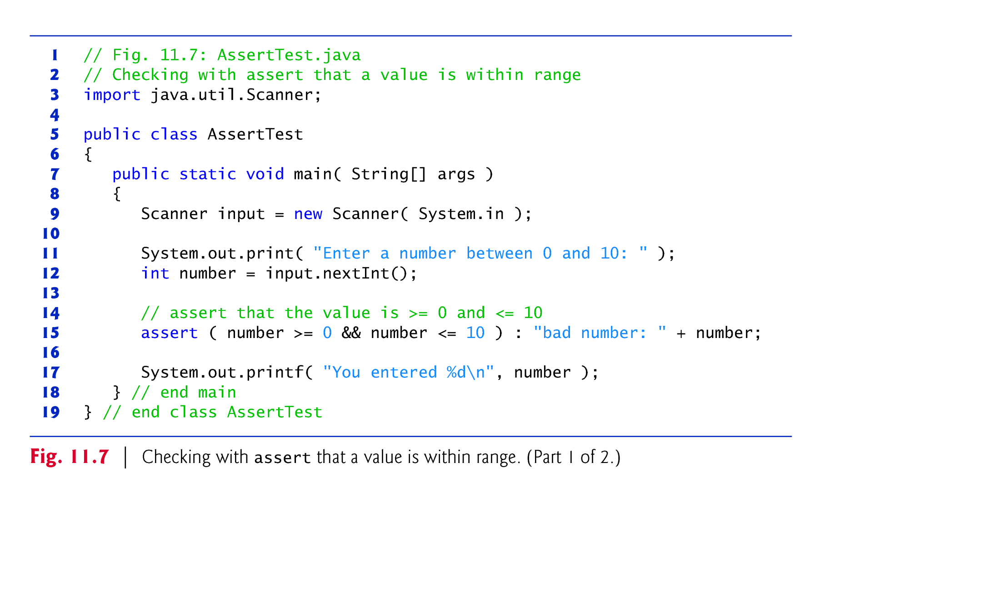 1 // Fig. 11.7: AssertTest.java
2 // Checking with assert that a value is within range
3 import java.util.Scanner;
4
5 public class AssertTest
6 {
7    public static void main( String[] args )
8    {
9       Scanner input = new Scanner( System.in );
10
11       System.out.print( "Enter a number between 0 and 10: " );
12       int number = input.nextInt();
13
14       // assert that the value is >= 0 and <= 10
15       assert ( number >= 0 && number <= 10 ) : "bad number: " + number;
16
17       System.out.printf( "You entered %d\n", number );
18    } // end main
19 } // end class AssertTest
Fig. 11.7 | Checking with assert that a value is within range. (Part 1 of 2.)